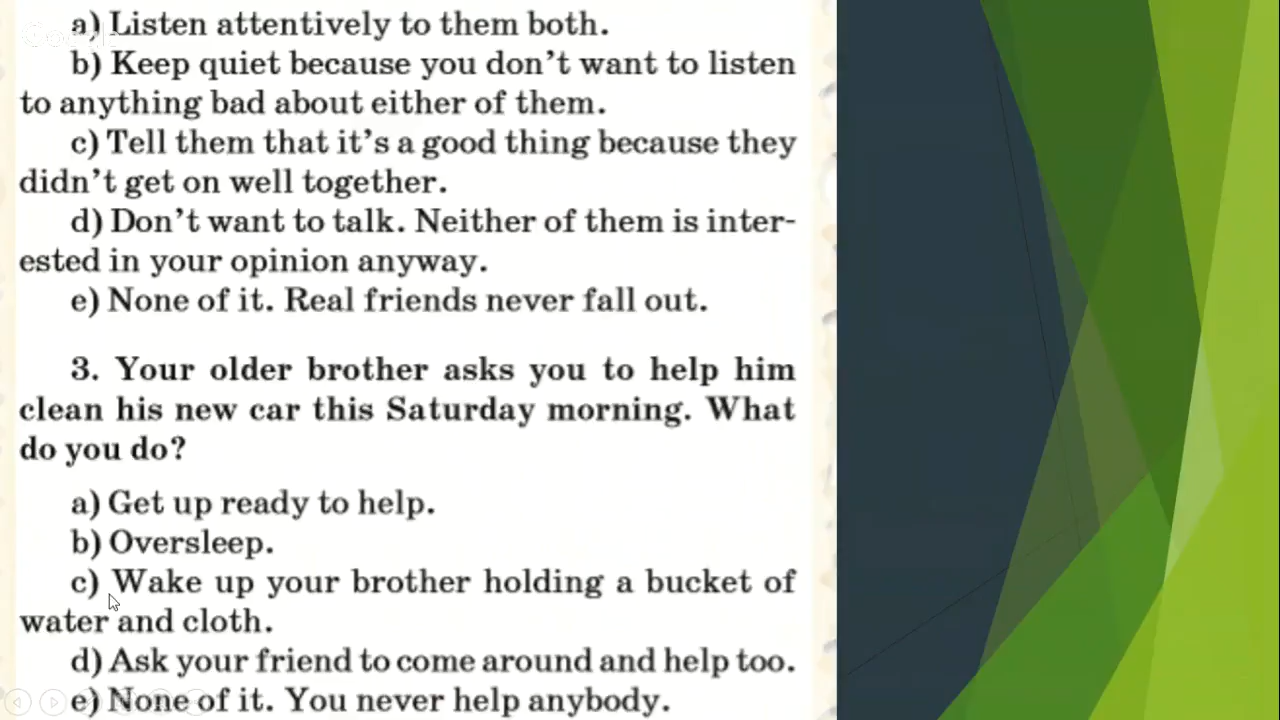 Google
a) Listen attentively to them both.
b) Keep quiet because you don't want to listen
to anything bad about either of them.
c) Tell them that it's a good thing because they
didn't get on well together.
d) Don't want to talk. Neither of them is inter-
ested in your opinion anyway.
e) None of it. Real friends never fall out.
3. Your older brother asks you to help him
clean his new car this Saturday morning. What
do you do?
a) Get up ready to help.
b) Oversleep.
c) Wake up your brother holding a bucket of
water and cloth.
d) Ask your friend to come around and help too.
e) None of it. You never help anybody.